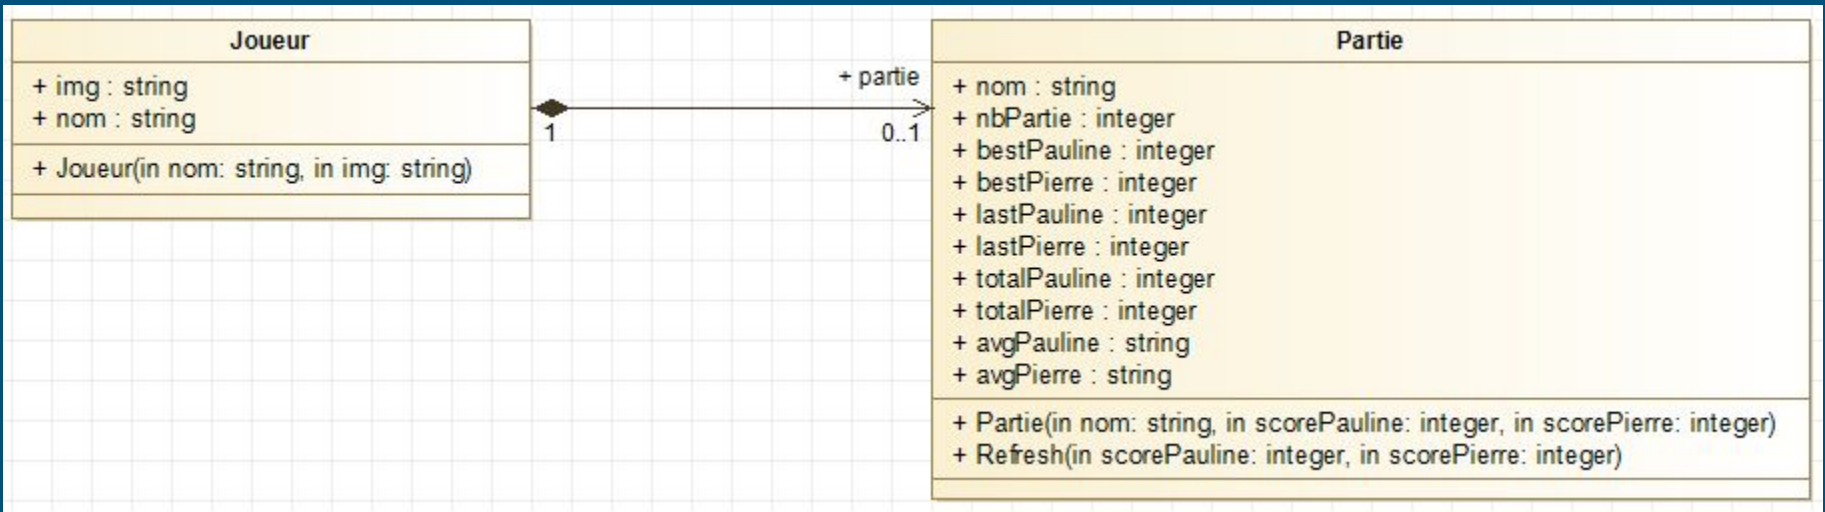 Joueur
+ img : string
+ nom : string
+ Joueur(in nom: string, in img: string)
1
+ partie
0..1
Partie
+ nom : string
+ nbPartie : integer
+ bestPauline : integer
+ bestPierre : integer
+ lastPauline : integer
+ lastPierre : integer
+ totalPauline : integer
+ totalPierre : integer
+ avgPauline : string
+ avgPierre : string
+ Partie(in nom: string, in scorePauline: integer, in scorePierre: integer)
+ Refresh(in scorePauline: integer, in scorePierre: integer)